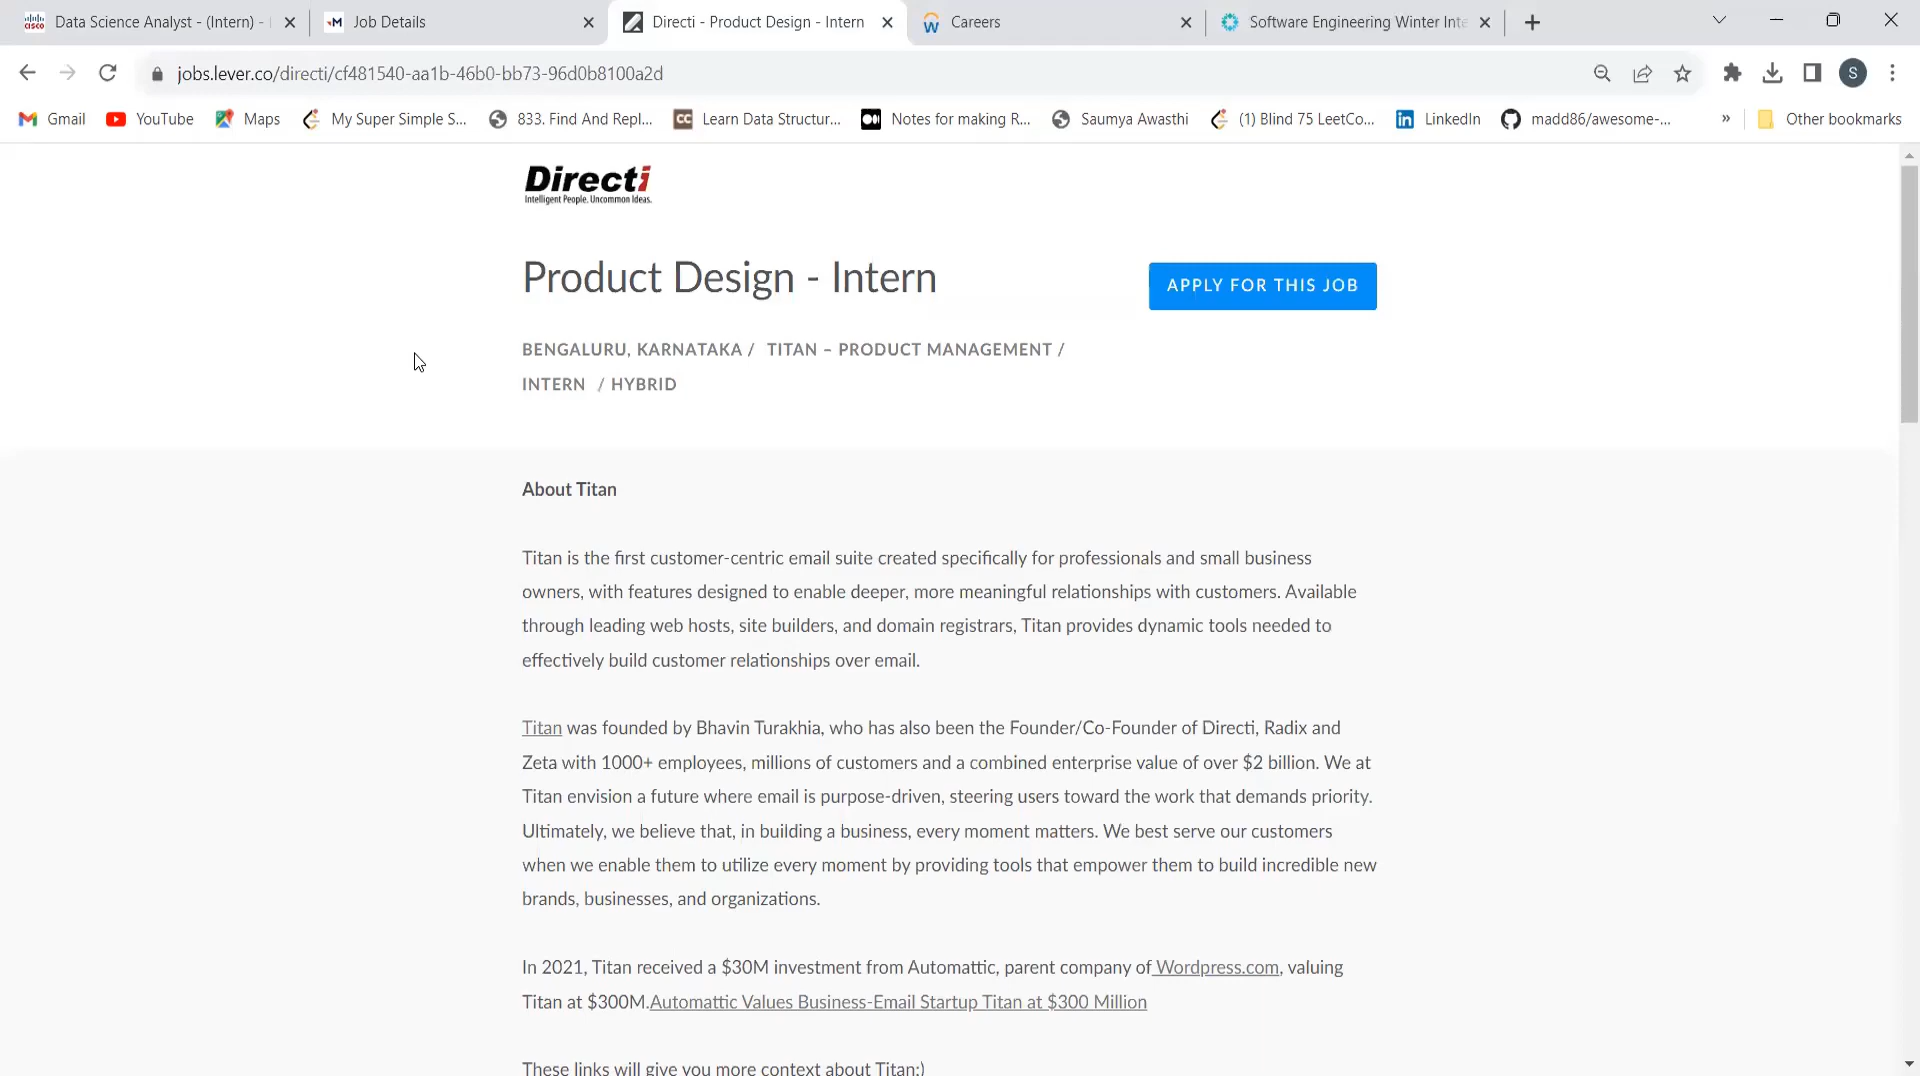 cisco Data Science Analyst - (Intern) -
M Job Details
Directi - Product Design - Intern
W Careers
Software Engineering Winter Inte
jobs.lever.co/directi/cf481540-aa1b-46b0-bb73-96d0b8100a2d
S
Gmail
YouTube
Maps
My Super Simple S...
833. Find And Repl...
CC Learn Data Structur...
Notes for making R...
Saumya Awasthi
(1) Blind 75 LeetCo...
in LinkedIn
madd86/awesome-...
»
Other bookmarks
Directi
Intelligent People. Uncommon Ideas.
Product Design - Intern
APPLY FOR THIS JOB
BENGALURU, KARNATAKA / TITAN – PRODUCT MANAGEMENT /
INTERN / HYBRID
About Titan
Titan is the first customer-centric email suite created specifically for professionals and small business
owners, with features designed to enable deeper, more meaningful relationships with customers. Available
through leading web hosts, site builders, and domain registrars, Titan provides dynamic tools needed to
effectively build customer relationships over email.
Titan was founded by Bhavin Turakhia, who has also been the Founder/Co-Founder of Directi, Radix and
Zeta with 1000+ employees, millions of customers and a combined enterprise value of over $2 billion. We at
Titan envision a future where email is purpose-driven, steering users toward the work that demands priority.
Ultimately, we believe that, in building a business, every moment matters. We best serve our customers
when we enable them to utilize every moment by providing tools that empower them to build incredible new
brands, businesses, and organizations.
In 2021, Titan received a $30M investment from Automattic, parent company of Wordpress.com, valuing
Titan at $300M.Automattic Values Business-Email Startup Titan at $300 Million
These links will give you more context about Titan:)